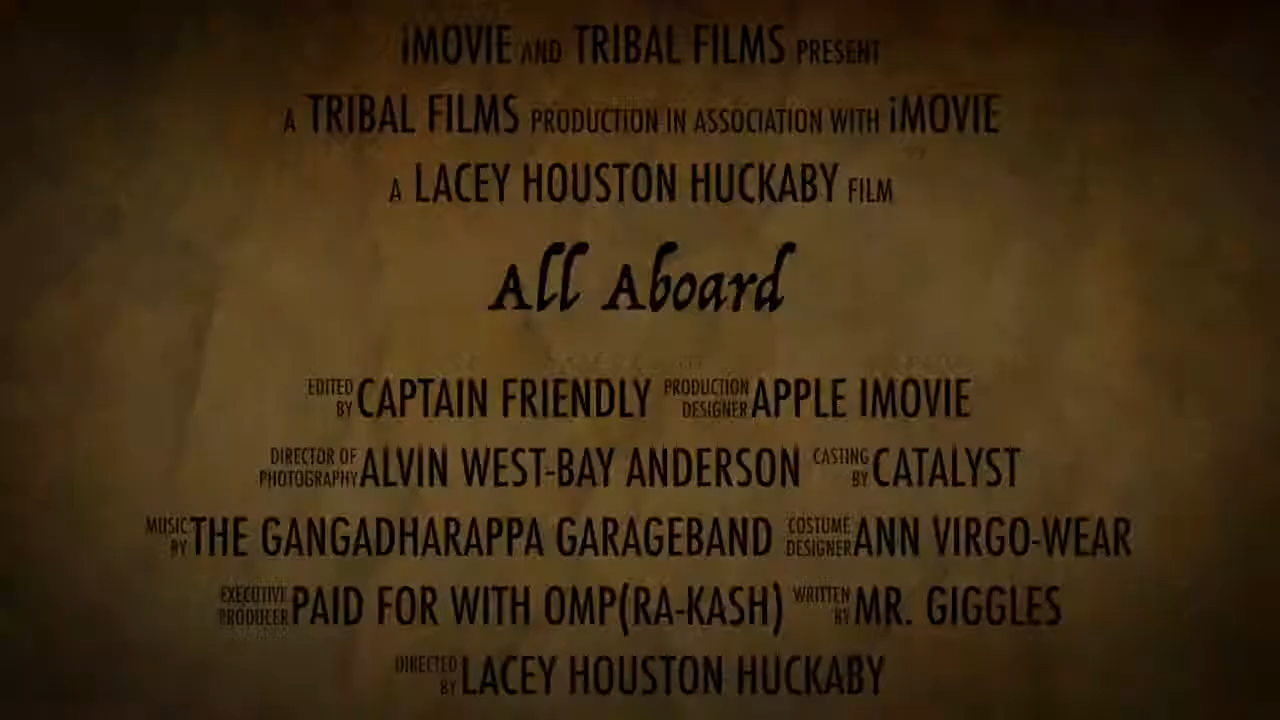 iMOVIE AND TRIBAL FILMS PRESENT
A TRIBAL FILMS PRODUCTION IN ASSOCIATION WITH iMOVIE
A LACEY HOUSTON HUCKABY FILM
All Aboard
EDITED BY CAPTAIN FRIENDLY PRODUCTION DESIGNER APPLE IMOVIE
DIRECTOR OF PHOTOGRAPHY ALVIN WEST-BAY ANDERSON CASTING BY CATALYST
MUSIC BY THE GANGADHARAPPA GARAGEBAND COSTUME DESIGNER ANN VIRGO-WEAR
EXECUTIVE PRODUCER PAID FOR WITH OMP(RA-KASH) WRITTEN BY MR. GIGGLES
DIRECTED BY LACEY HOUSTON HUCKABY